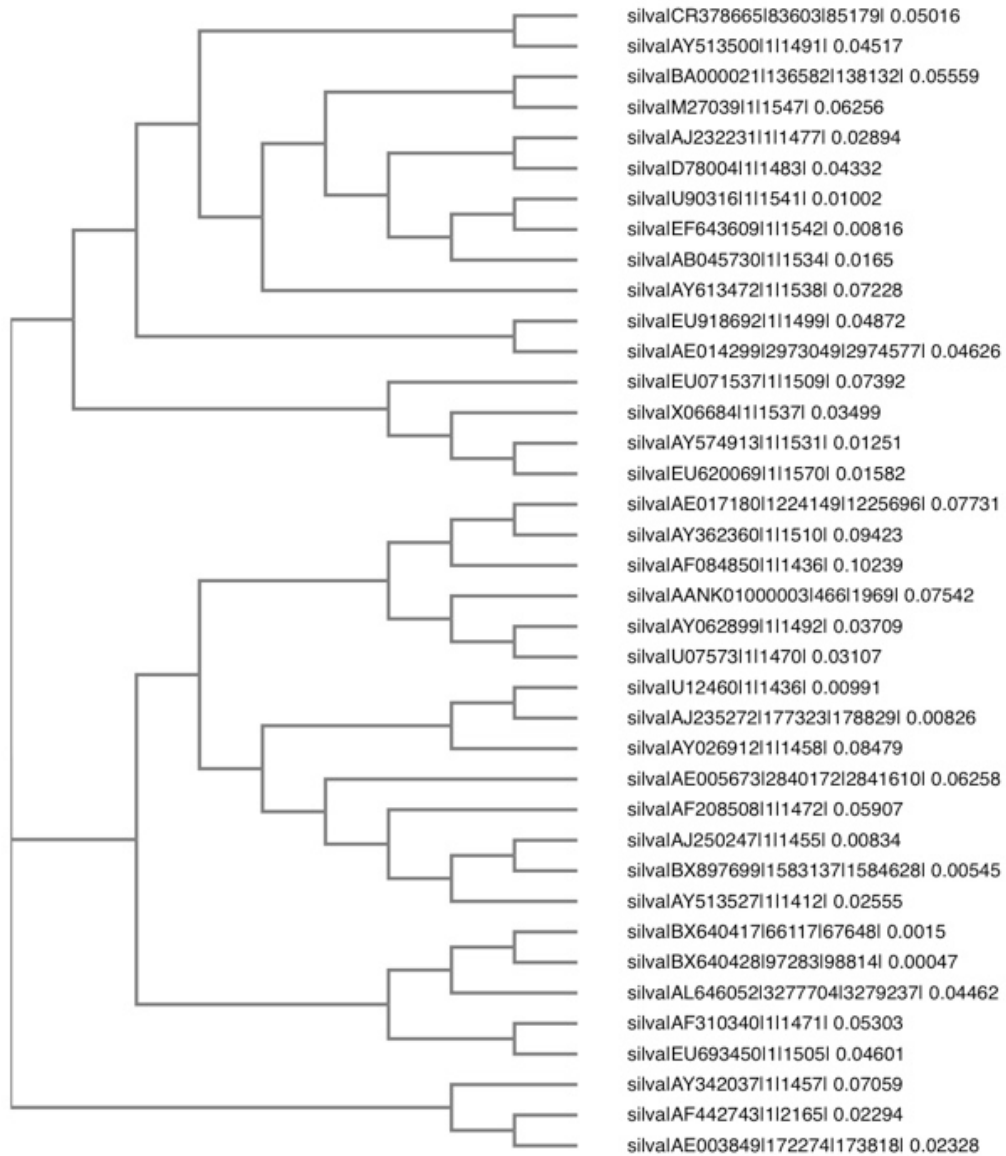 silva|CR378665|83603|85179| 0.05016
silva|AY513500|1|1491| 0.04517
silva|BA000021|136582|138132| 0.05559
silva|M27039|1|1547| 0.06256
silva|AJ232231|1|1477| 0.02894
silva|D78004|1|1483| 0.04332
silva|U90316|1|1541| 0.01002
silva|EF643609|1|1542| 0.00816
silva|AB045730|1|1534| 0.0165
silva|AY613472|1|1538| 0.07228
silva|EU918692|1|1499| 0.04872
silva|AE014299|2973049|2974577| 0.04626
silva|EU071537|1|1509| 0.07392
silva|X06684|1|1537| 0.03499
silva|AY574913|1|1531| 0.01251
silva|EU620069|1|1570| 0.01582
silva|AE017180|1224149|1225696| 0.07731
silva|AY362360|1|1510| 0.09423
silva|AF084850|1|1436| 0.10239
silva|AANK01000003|466|1969| 0.07542
silva|AY062899|1|1492| 0.03709
silva|U07573|1|1470| 0.03107
silva|U12460|1|1436| 0.00991
silva|AJ235272|177323|178829| 0.00826
silva|AY026912|1|1458| 0.08479
silva|AE005673|2840172|2841610| 0.06258
silva|AF208508|1|1472| 0.05907
silva|AJ250247|1|1455| 0.00834
silva|BX897699|1583137|1584628| 0.00545
silva|AY513527|1|1412| 0.02555
silva|BX640417|66117|67648| 0.0015
silva|BX640428|97283|98814| 0.00047
silva|AL646052|3277704|3279237| 0.04462
silva|AF310340|1|1471| 0.05303
silva|EU693450|1|1505| 0.04601
silva|AY342037|1|1457| 0.07059
silva|AF442743|1|2165| 0.02294
silva|AE003849|172274|173818| 0.02328